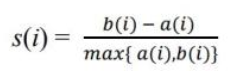 s(i) = b(i) − a(i) / max{ a(i),b(i)}